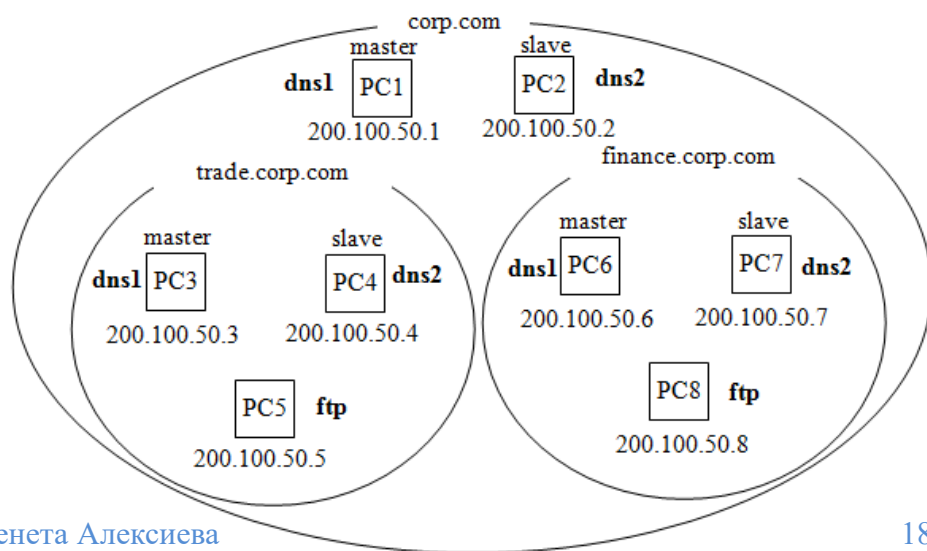 corp.com
master
slave
dns1 PC1
PC2 dns2
200.100.50.1
200.100.50.2
trade.corp.com
finance.corp.com
master
slave
dns1 PC3
PC4 dns2
200.100.50.3
200.100.50.4
PC5 ftp
200.100.50.5
master
slave
dns1 PC6
PC7 dns2
200.100.50.6
200.100.50.7
PC8 ftp
200.100.50.8
Алексиева
18